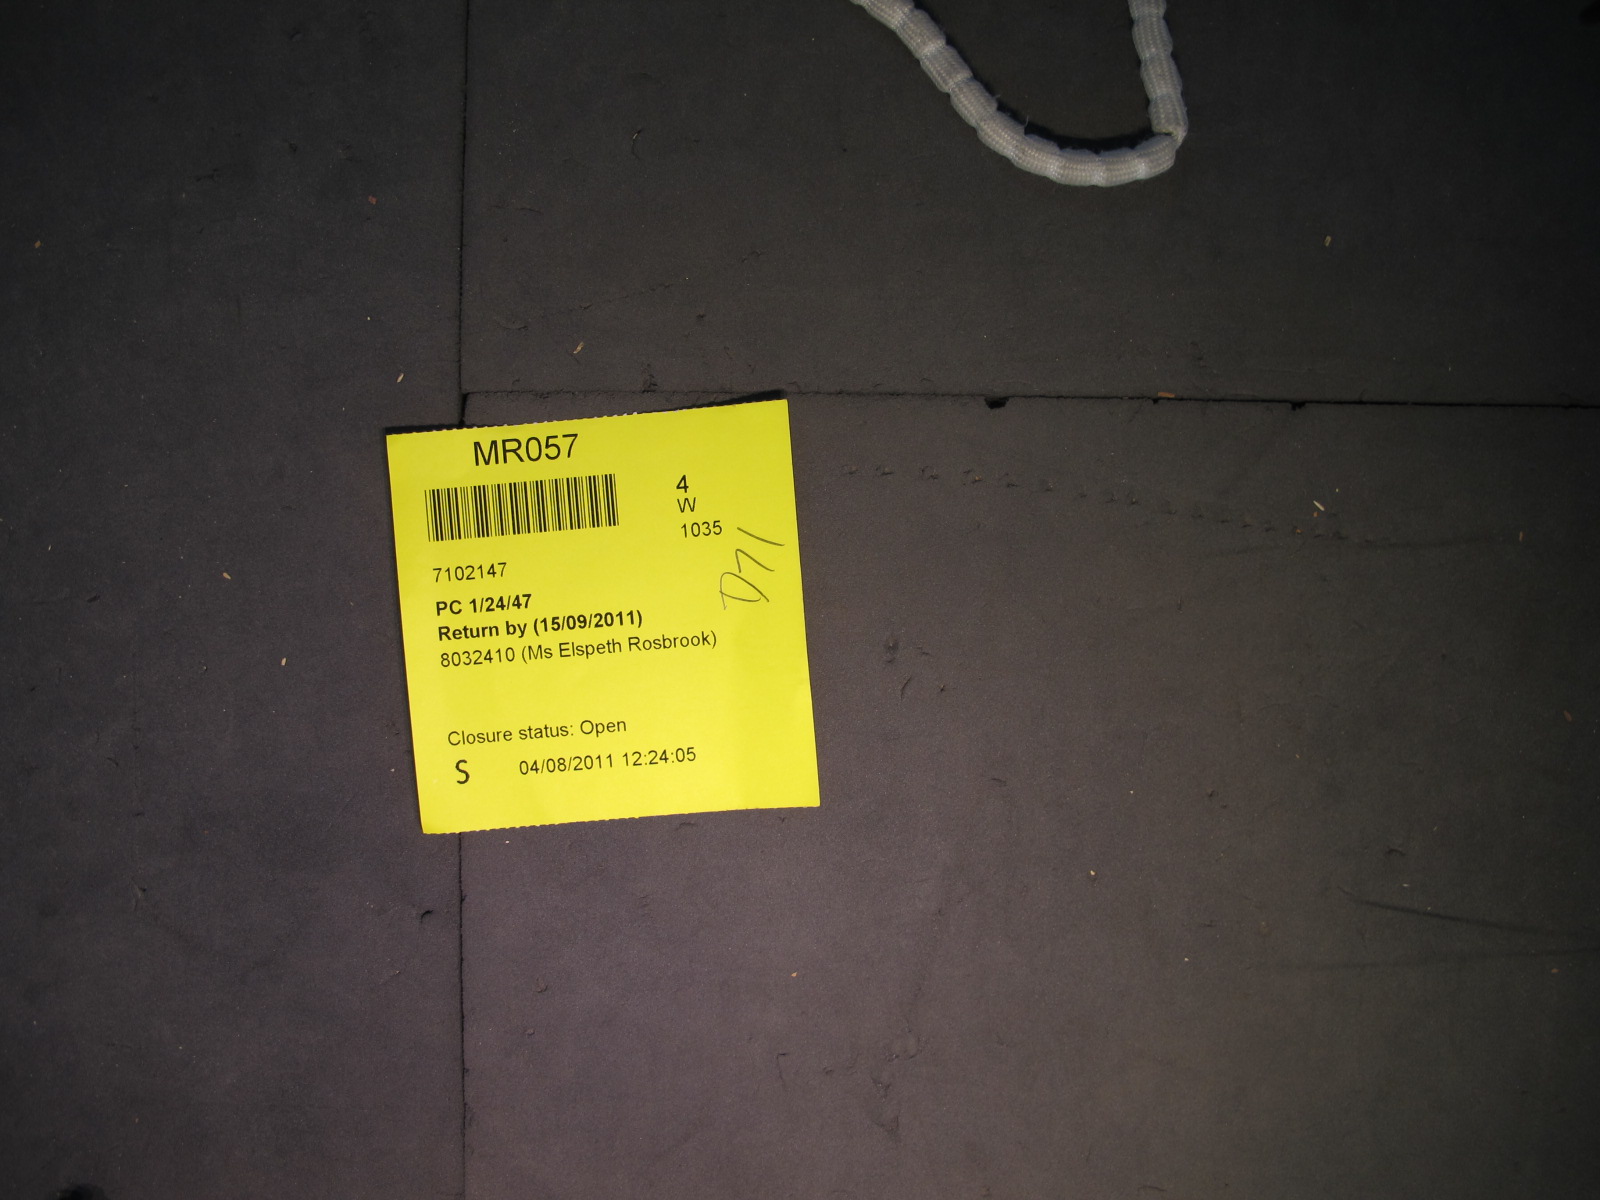 MR057
4
W
1035
D71
7102147
PC 1/24/47
Return by (15/09/2011)
8032410 (Ms Elspeth Rosbrook)
Closure status: Open
S 04/08/2011 12:24:05